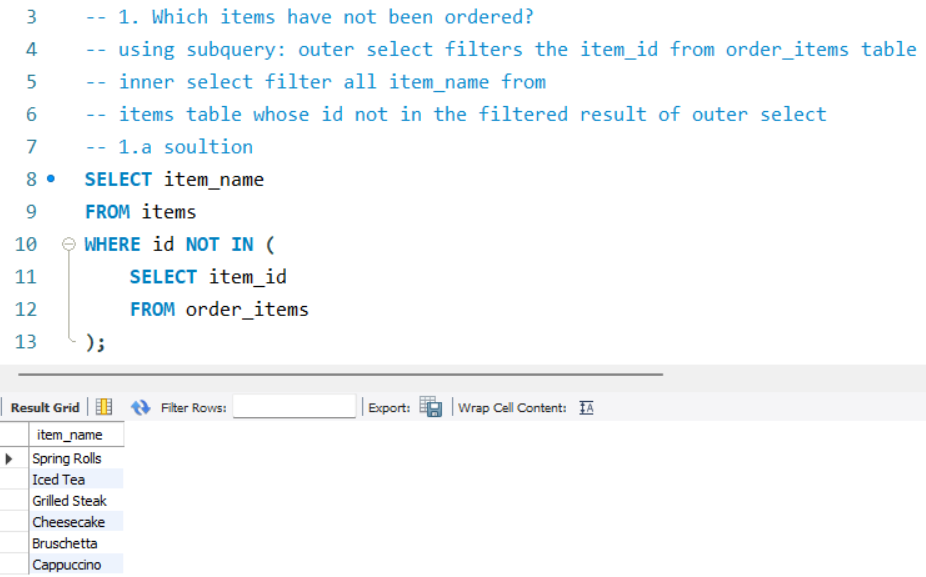 3 -- 1. Which items have not been ordered?
4 -- using subquery: outer select filters the item_id from order_items table
5 -- inner select filter all item_name from
6 -- items table whose id not in the filtered result of outer select
7 -- 1.a soultion
8 SELECT item_name
9 FROM items
10 WHERE id NOT IN (
11 SELECT item_id
12 FROM order_items
13 );
Result Grid Filter Rows: Export: Wrap Cell Content: IA
item_name
Spring Rolls
Iced Tea
Grilled Steak
Cheesecake
Bruschetta
Cappuccino